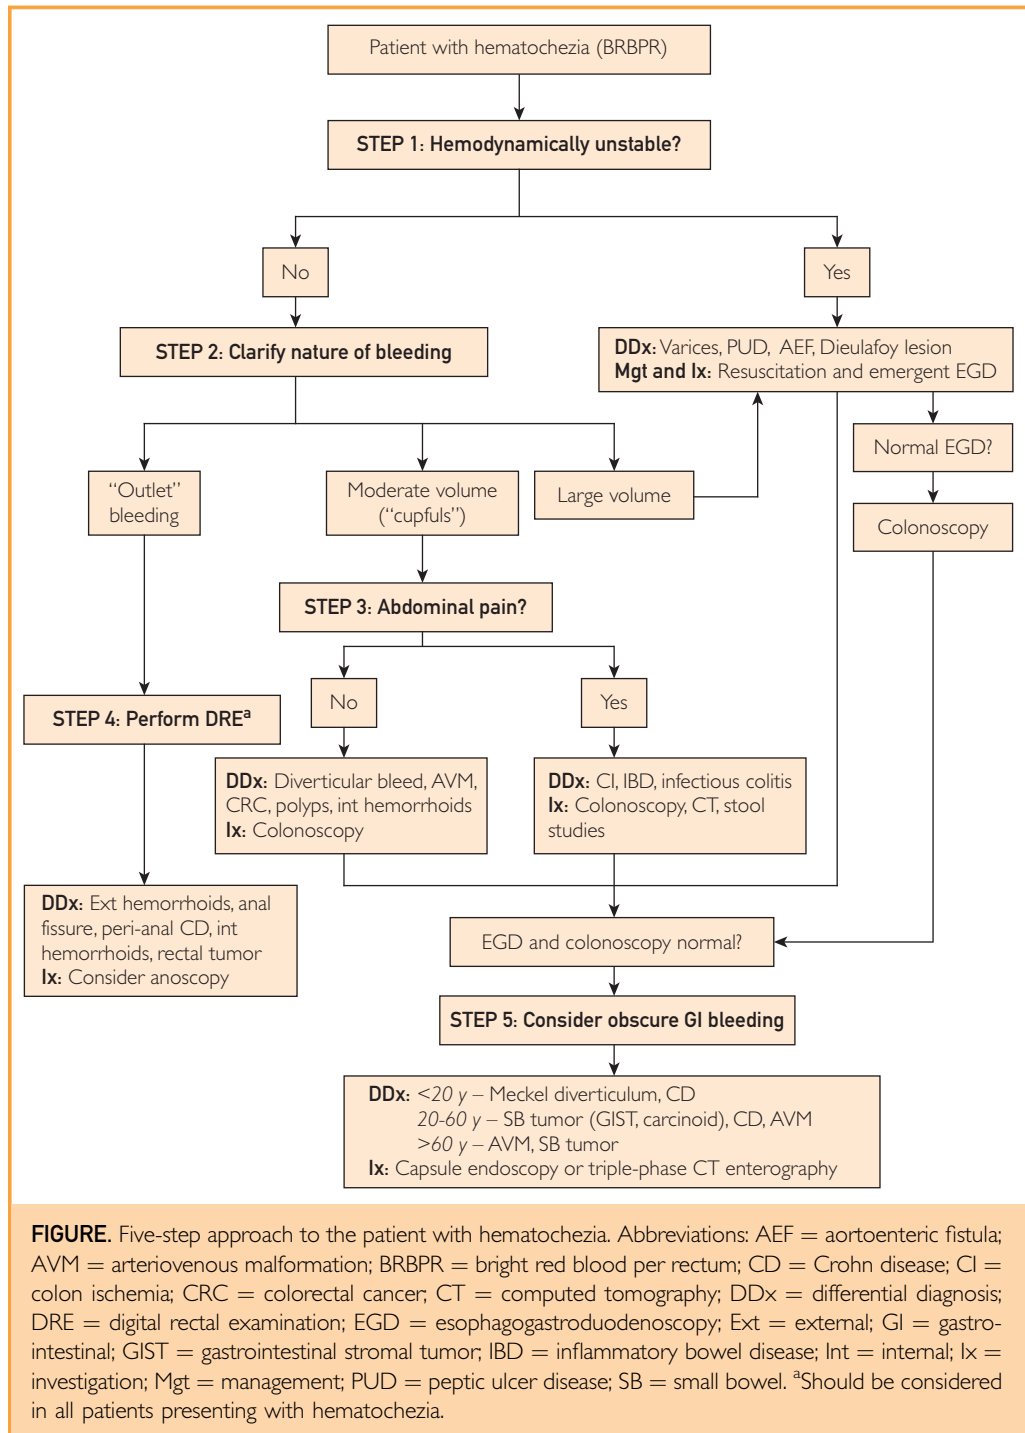 Patient with hematochezia (BRBPR)
STEP 1: Hemodynamically unstable?
No
Yes
STEP 2: Clarify nature of bleeding
DDx: Varices, PUD, AEF, Dieulafoy lesion
Mgt and Ix: Resuscitation and emergent EGD
Normal EGD?
Colonoscopy
“Outlet”
bleeding
Moderate volume
(“cupfuls”)
Large volume
STEP 3: Abdominal pain?
No
Yes
STEP 4: Perform DREa
DDx: Diverticular bleed, AVM,
CRC, polyps, int hemorrhoids
Ix: Colonoscopy
DDx: CI, IBD, infectious colitis
Ix: Colonoscopy, CT, stool
studies
DDx: Ext hemorrhoids, anal
fissure, peri-anal CD, int
hemorrhoids, rectal tumor
Ix: Consider anoscopy
EGD and colonoscopy normal?
STEP 5: Consider obscure GI bleeding
DDx: <20 y – Meckel diverticulum, CD
20-60 y – SB tumor (GIST, carcinoid), CD, AVM
>60 y – AVM, SB tumor
Ix: Capsule endoscopy or triple-phase CT enterography
FIGURE. Five-step approach to the patient with hematochezia. Abbreviations: AEF = aortoenteric fistula;
AVM = arteriovenous malformation; BRBPR = bright red blood per rectum; CD = Crohn disease; CI =
colon ischemia; CRC = colorectal cancer; CT = computed tomography; DDx = differential diagnosis;
DRE = digital rectal examination; EGD = esophagogastroduodenoscopy; Ext = external; GI = gastro-
intestinal; GIST = gastrointestinal stromal tumor; IBD = inflammatory bowel disease; Int = internal; Ix =
investigation; Mgt = management; PUD = peptic ulcer disease; SB = small bowel. aShould be considered
in all patients presenting with hematochezia.